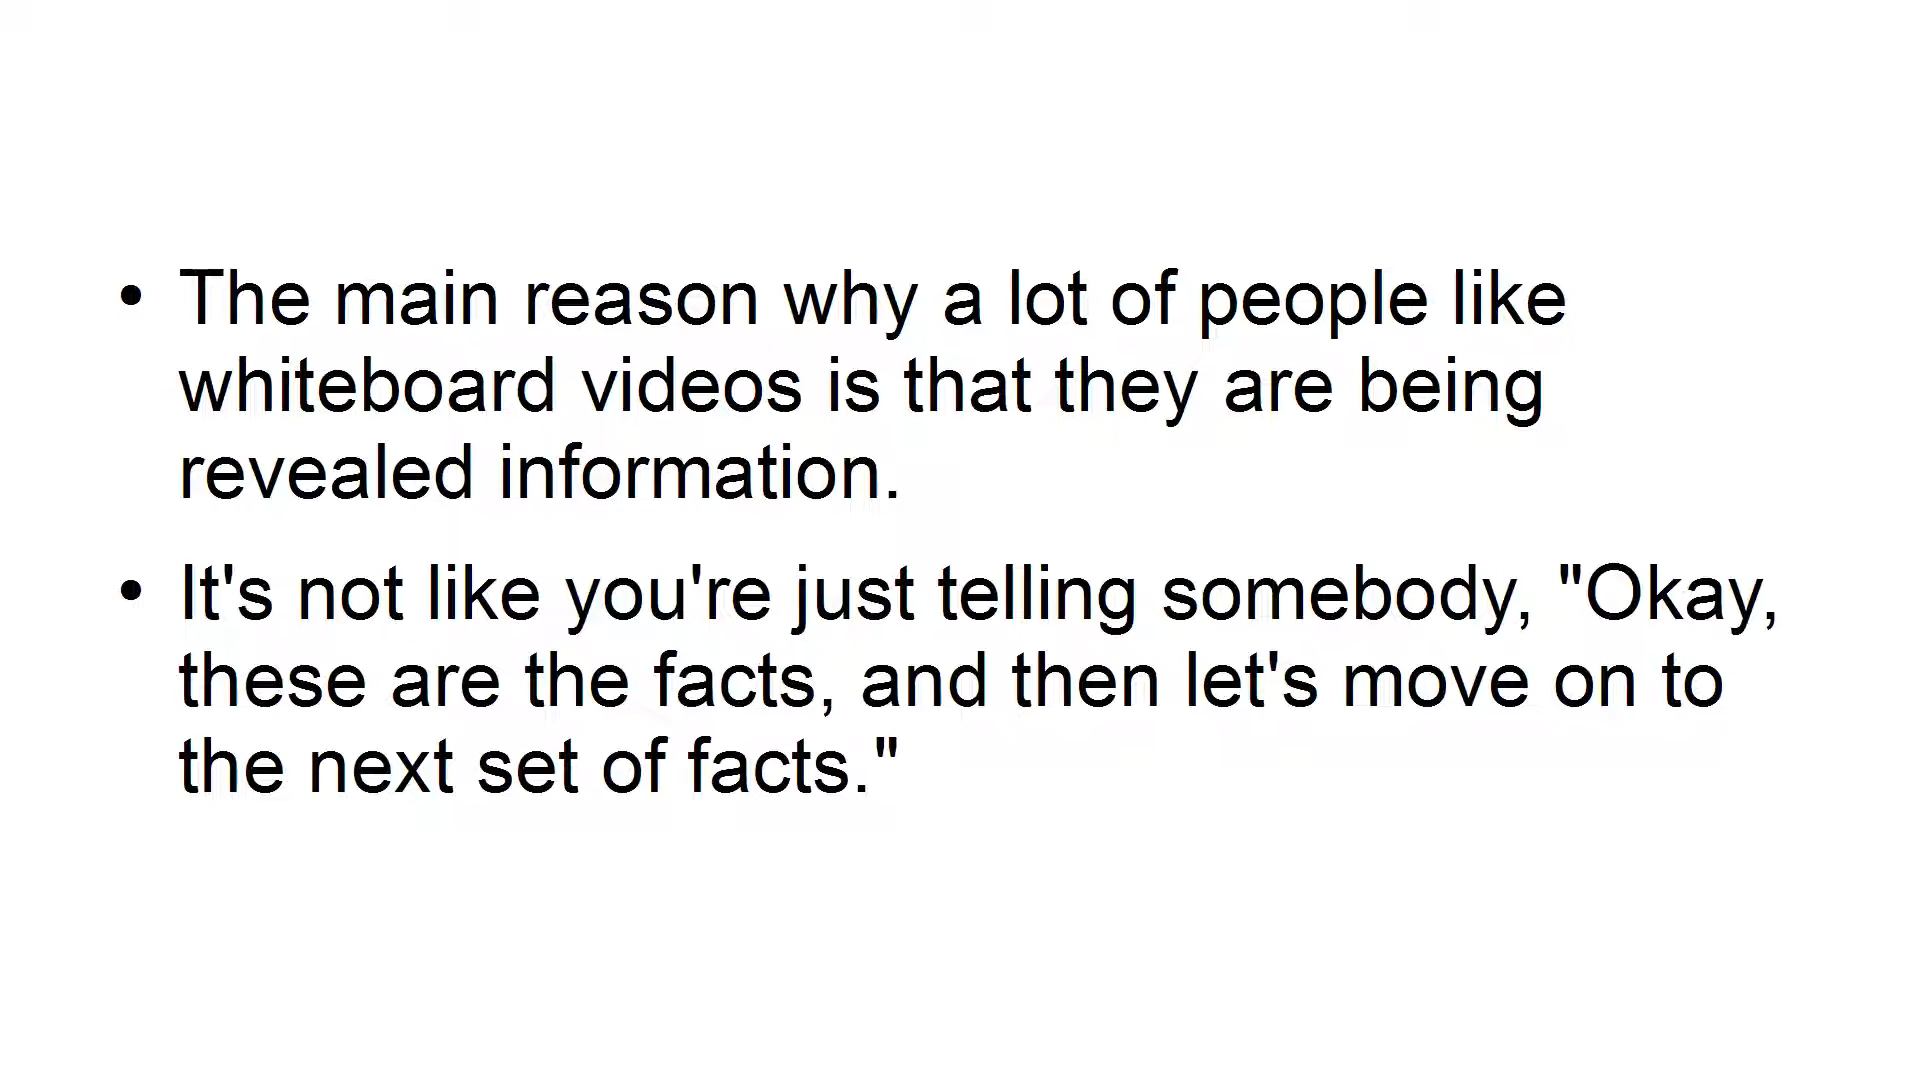 • The main reason why a lot of people like
whiteboard videos is that they are being
revealed information.
• It's not like you're just telling somebody, "Okay,
these are the facts, and then let's move on to
the next set of facts."